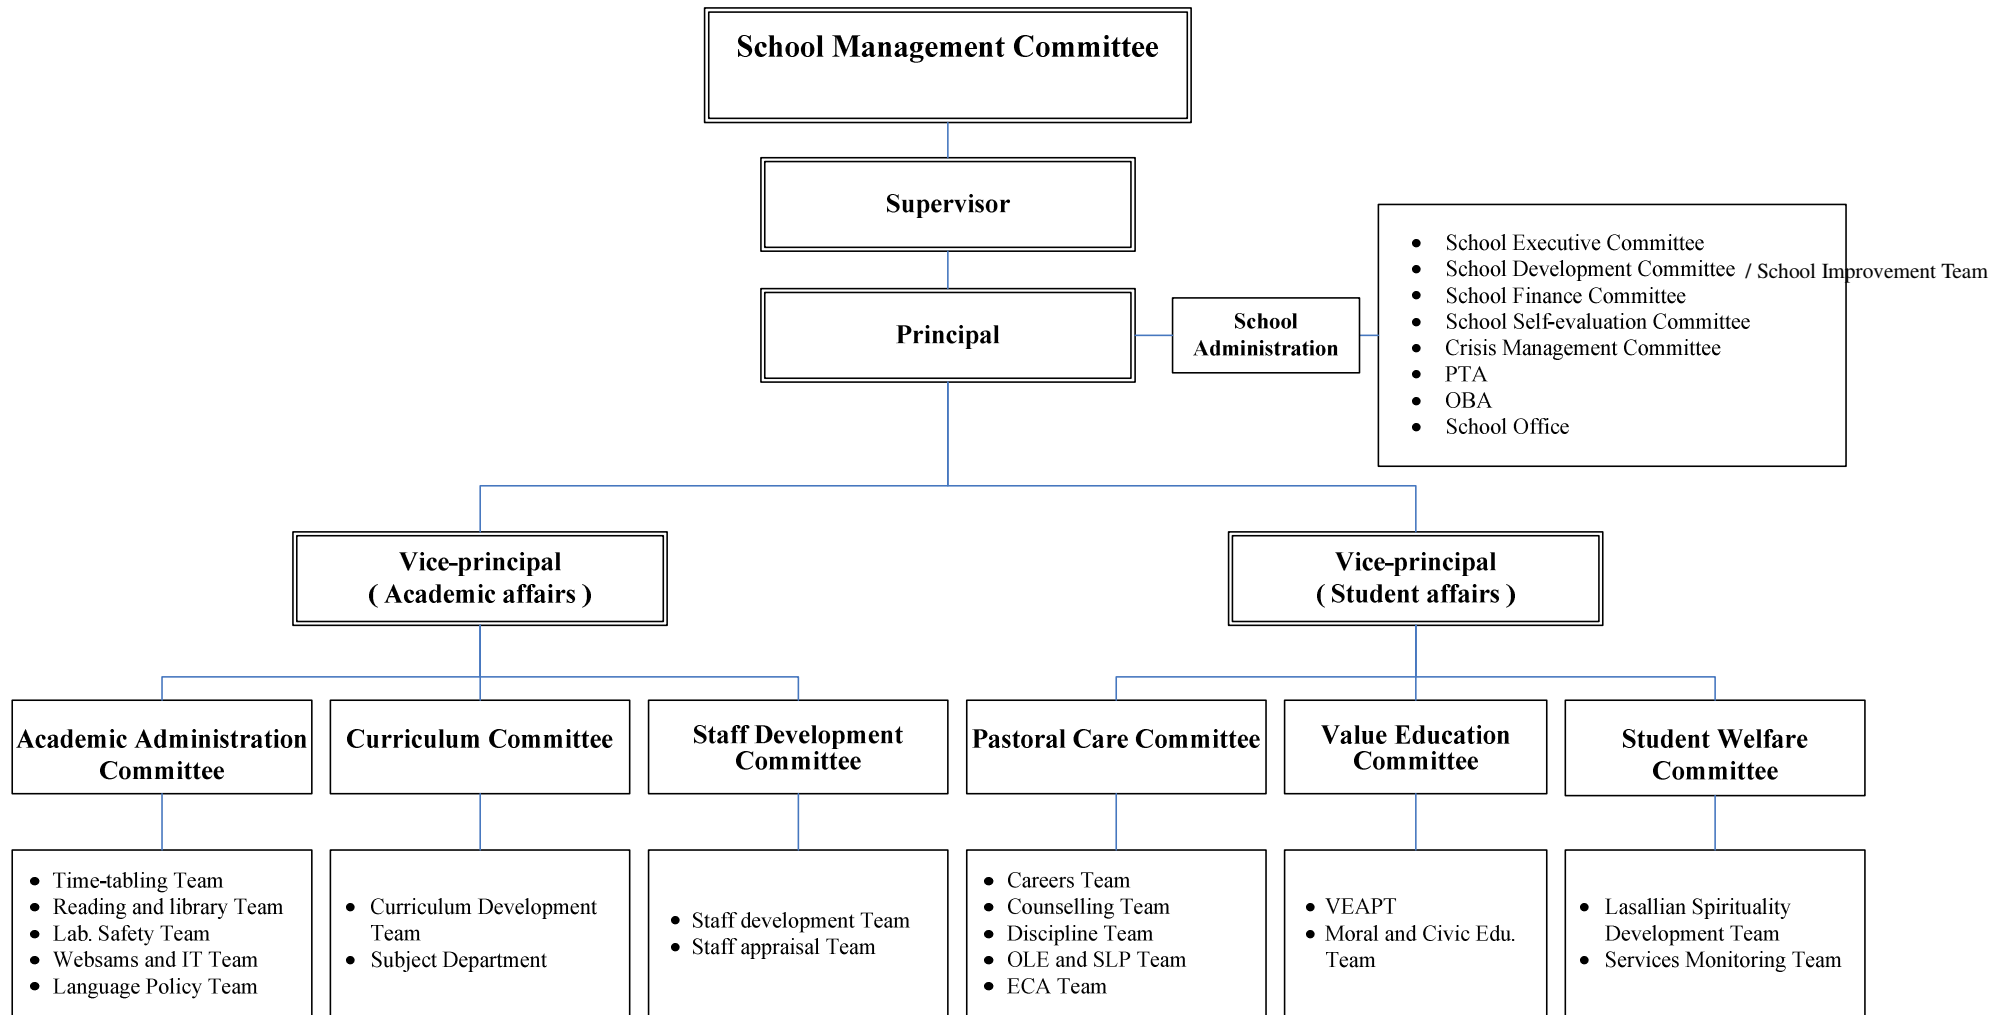 School Management Committee
Supervisor
Principal
School
Administration
• School Executive Committee
• School Development Committee / School Improvement Team
• School Finance Committee
• School Self-evaluation Committee
• Crisis Management Committee
• PTA
• OBA
• School Office
Vice-principal
( Academic affairs )
Vice-principal
( Student affairs )
Academic Administration
Committee
Curriculum Committee
Staff Development
Committee
Pastoral Care Committee
Value Education
Committee
Student Welfare
Committee
• Time-tabling Team
• Reading and library Team
• Lab. Safety Team
• Websams and IT Team
• Language Policy Team
• Curriculum Development
Team
• Subject Department
• Staff development Team
• Staff appraisal Team
• Careers Team
• Counselling Team
• Discipline Team
• OLE and SLP Team
• ECA Team
• VEAPT
• Moral and Civic Edu.
Team
• Lasallian Spirituality
Development Team
• Services Monitoring Team